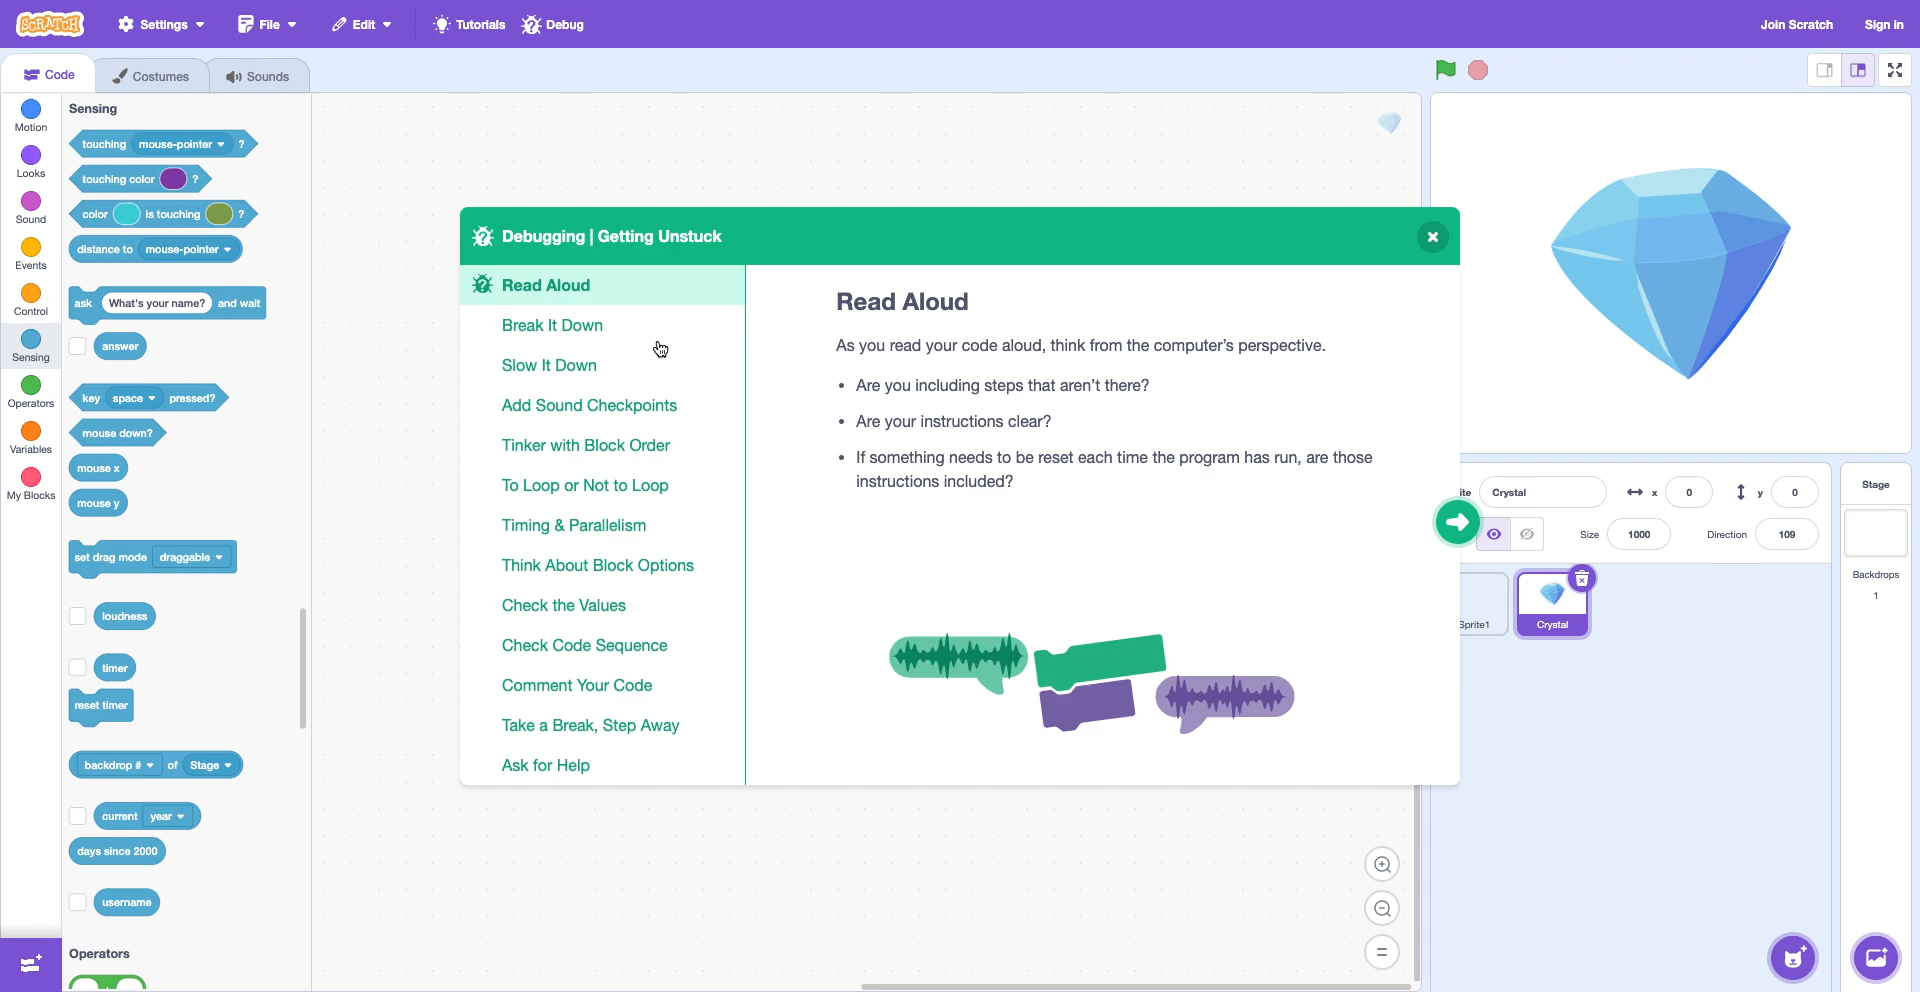 SCRATCH
Settings
File
Edit
Tutorials
Debug
Join Scratch
Sign in
Code
Costumes
Sounds
Motion
Looks
Sound
Events
Control
Sensing
Operators
Variables
My Blocks
Sensing
touching mouse-pointer ?
touching color ?
color is touching ?
distance to mouse-pointer
ask What's your name? and wait
answer
key space pressed?
mouse down?
mouse x
mouse y
set drag mode draggable
loudness
timer
reset timer
backdrop # of Stage
current year
days since 2000
username
Operators
Debugging | Getting Unstuck
Read Aloud
Break It Down
Slow It Down
Add Sound Checkpoints
Tinker with Block Order
To Loop or Not to Loop
Timing & Parallelism
Think About Block Options
Check the Values
Check Code Sequence
Comment Your Code
Take a Break, Step Away
Ask for Help
Read Aloud
As you read your code aloud, think from the computer’s perspective.
• Are you including steps that aren’t there?
• Are your instructions clear?
• If something needs to be reset each time the program has run, are those
instructions included?
ite Crystal x 0 y 0
Size 1000 Direction 109
Sprite1
Crystal
Stage
Backdrops
1